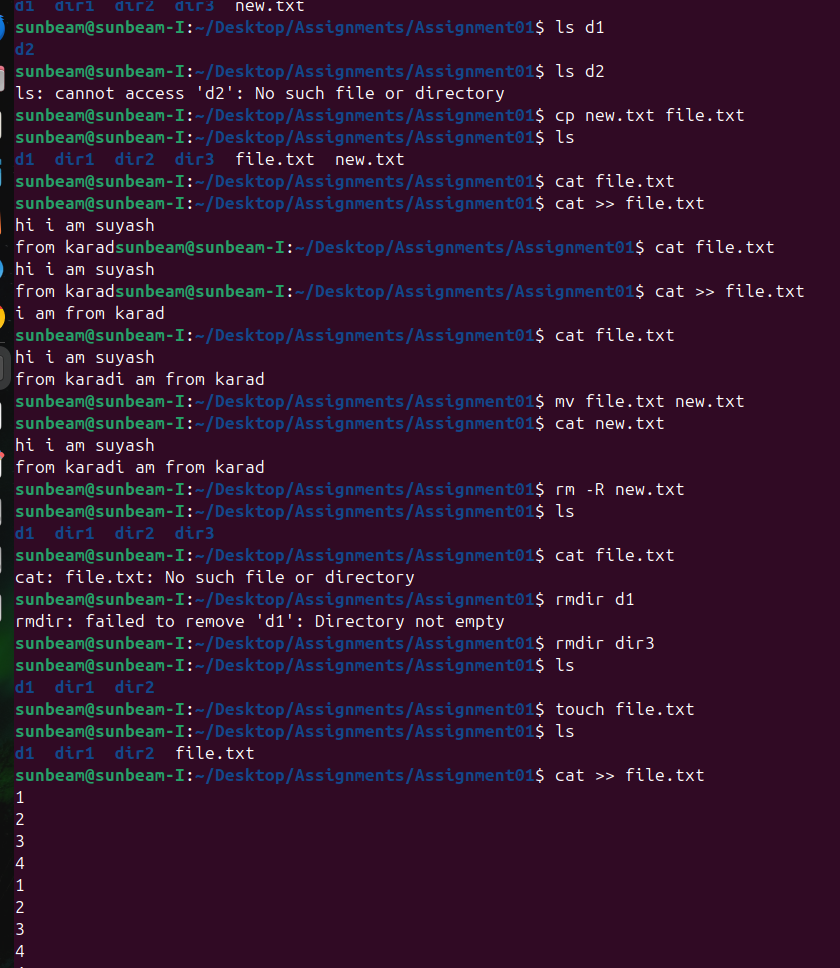 d1  dir1  dir2  dir3  new.txt
sunbeam@sunbeam-I:~/Desktop/Assignments/Assignment01$ ls d1
d2
sunbeam@sunbeam-I:~/Desktop/Assignments/Assignment01$ ls d2
ls: cannot access 'd2': No such file or directory
sunbeam@sunbeam-I:~/Desktop/Assignments/Assignment01$ cp new.txt file.txt
sunbeam@sunbeam-I:~/Desktop/Assignments/Assignment01$ ls
d1  dir1  dir2  dir3  file.txt  new.txt
sunbeam@sunbeam-I:~/Desktop/Assignments/Assignment01$ cat file.txt
sunbeam@sunbeam-I:~/Desktop/Assignments/Assignment01$ cat >> file.txt
hi i am suyash
from karadsunbeam@sunbeam-I:~/Desktop/Assignments/Assignment01$ cat file.txt
hi i am suyash
from karadsunbeam@sunbeam-I:~/Desktop/Assignments/Assignment01$ cat >> file.txt
i am from karad
sunbeam@sunbeam-I:~/Desktop/Assignments/Assignment01$ cat file.txt
hi i am suyash
from karadi am from karad
sunbeam@sunbeam-I:~/Desktop/Assignments/Assignment01$ mv file.txt new.txt
sunbeam@sunbeam-I:~/Desktop/Assignments/Assignment01$ cat new.txt
hi i am suyash
from karadi am from karad
sunbeam@sunbeam-I:~/Desktop/Assignments/Assignment01$ rm -R new.txt
sunbeam@sunbeam-I:~/Desktop/Assignments/Assignment01$ ls
d1  dir1  dir2  dir3
sunbeam@sunbeam-I:~/Desktop/Assignments/Assignment01$ cat file.txt
cat: file.txt: No such file or directory
sunbeam@sunbeam-I:~/Desktop/Assignments/Assignment01$ rmdir d1
rmdir: failed to remove 'd1': Directory not empty
sunbeam@sunbeam-I:~/Desktop/Assignments/Assignment01$ rmdir dir3
sunbeam@sunbeam-I:~/Desktop/Assignments/Assignment01$ ls
d1  dir1  dir2
sunbeam@sunbeam-I:~/Desktop/Assignments/Assignment01$ touch file.txt
sunbeam@sunbeam-I:~/Desktop/Assignments/Assignment01$ ls
d1  dir1  dir2  file.txt
sunbeam@sunbeam-I:~/Desktop/Assignments/Assignment01$ cat >> file.txt
1
2
3
4
1
2
3
4